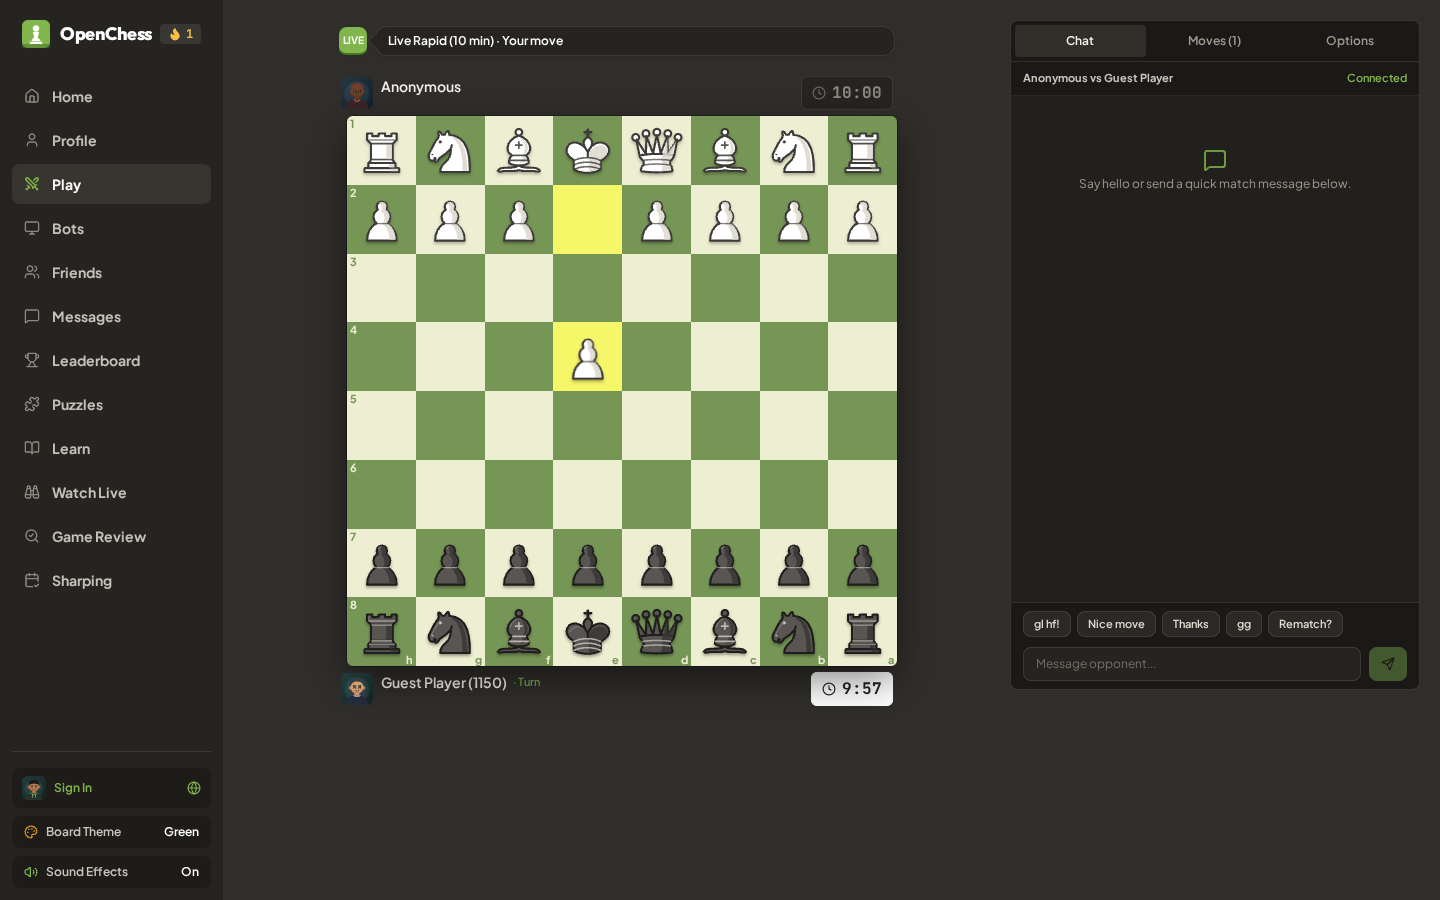 OpenChess
1
Home
Profile
Play
Bots
Friends
Messages
Leaderboard
Puzzles
Learn
Watch Live
Game Review
Sharping
Sign In
Board Theme Green
Sound Effects On
LIVE Live Rapid (10 min) · Your move
Anonymous
10:00
1
2
3
4
5
6
7
8
h g f e d c b a
Guest Player (1150) · Turn
9:57
Chat Moves (1) Options
Anonymous vs Guest Player Connected
Say hello or send a quick match message below.
gl hf! Nice move Thanks gg Rematch?
Message opponent...